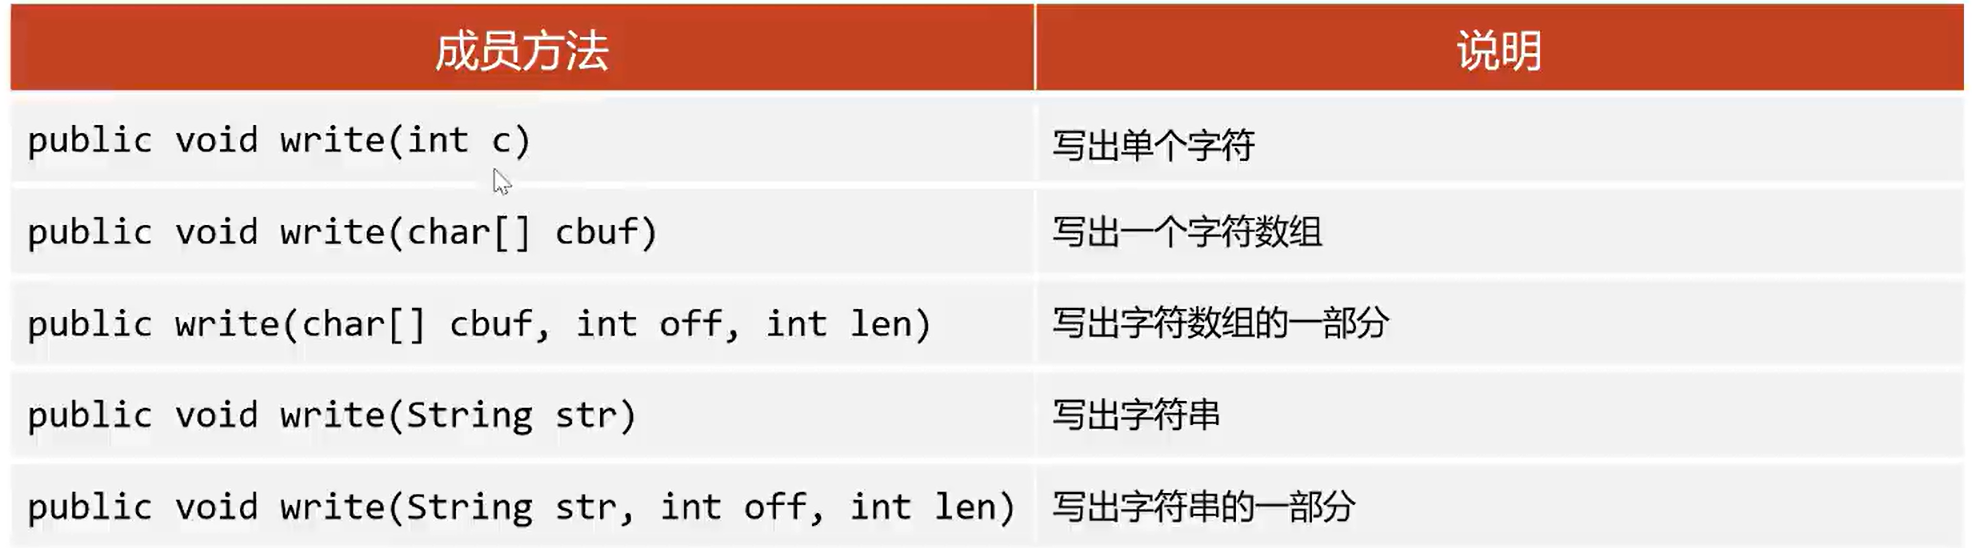 成员方法 说明
public void write(int c) 写出单个字符
public void write(char[] cbuf) 写出一个字符数组
public write(char[] cbuf, int off, int len) 写出字符数组的一部分
public void write(String str) 写出字符串
public void write(String str, int off, int len) 写出字符串的一部分